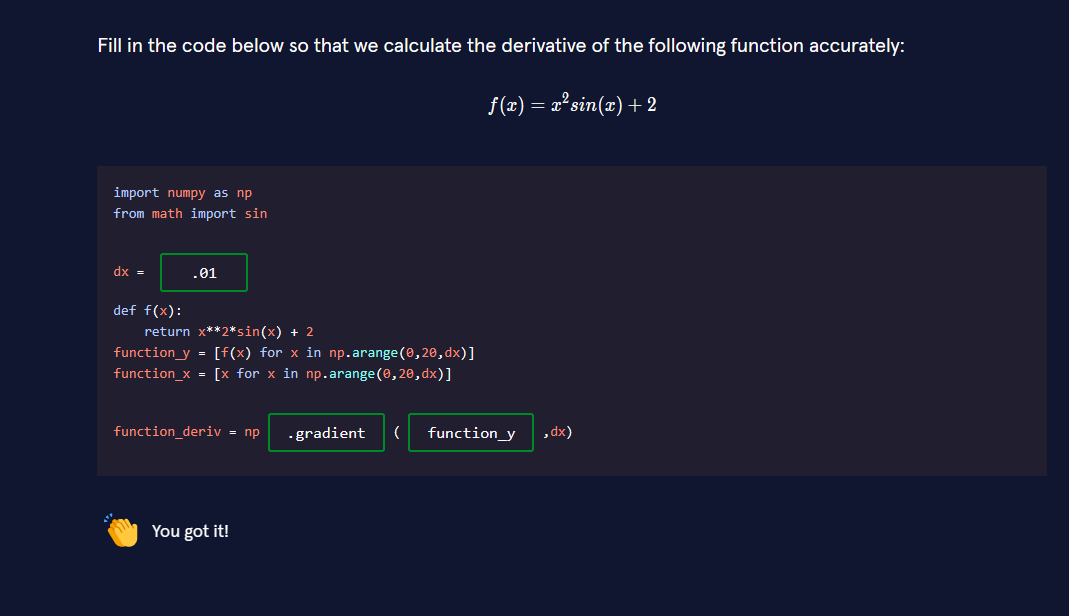 Fill in the code below so that we calculate the derivative of the following function accurately:
f(x) = x²sin(x) + 2
import numpy as np
from math import sin
dx = .01
def f(x):
    return x**2*sin(x) + 2
function_y = [f(x) for x in np.arange(0,20,dx)]
function_x = [x for x in np.arange(0,20,dx)]
function_deriv = np .gradient ( function_y ,dx)
You got it!